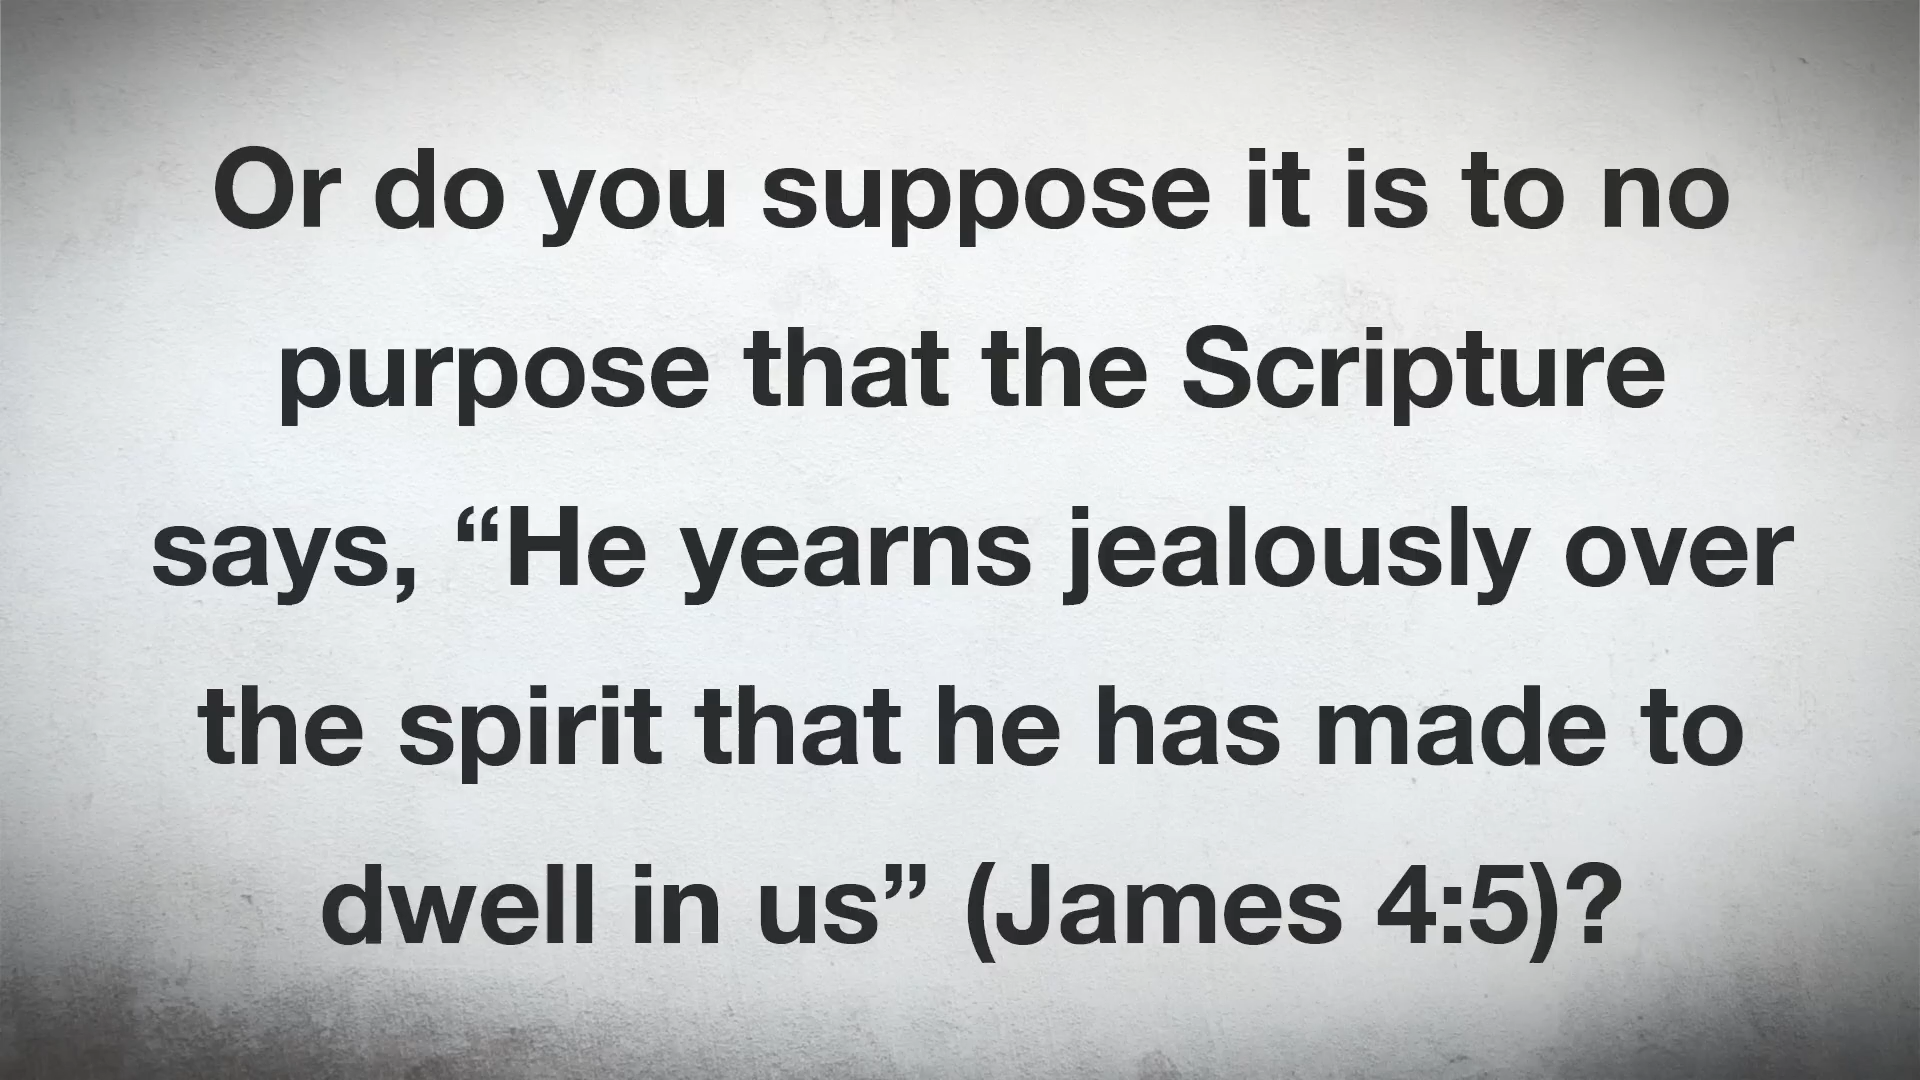 Or do you suppose it is to no
purpose that the Scripture
says, “He yearns jealously over
the spirit that he has made to
dwell in us” (James 4:5)?